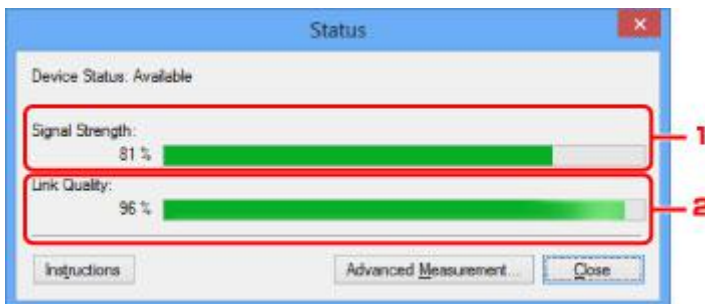 Status
Device Status: Available
Signal Strength:
81 %
1
Link Quality:
96 %
2
Instructions
Advanced Measurement...
Close